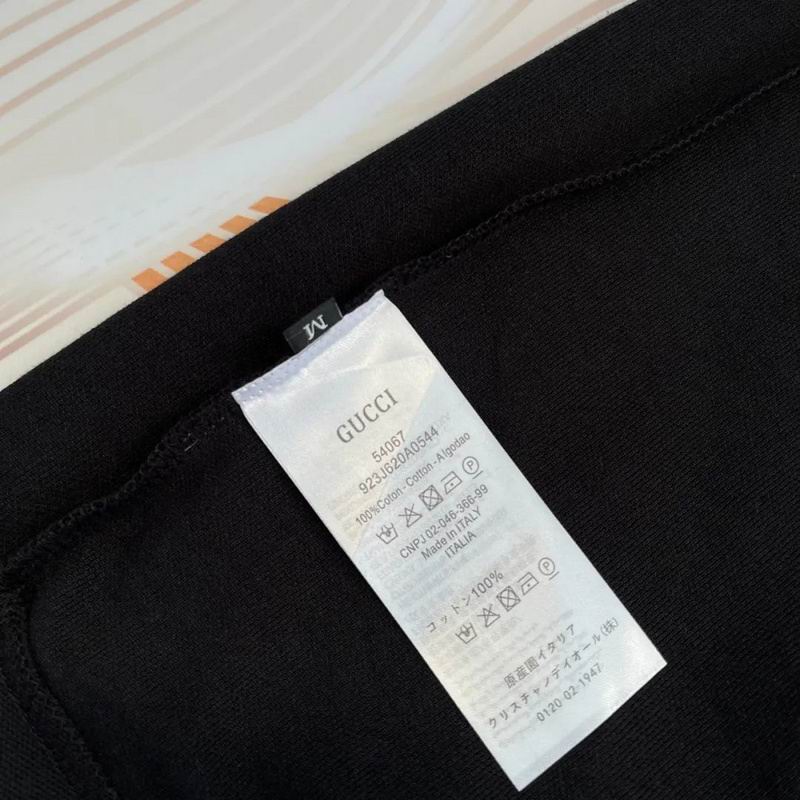 M
GUCCI
54067
923J620A0544
100%Coton-Cotton-Algodao
CNPJ 02-046-366-99
Made in ITALY
ITALIA
コットン100%
原産園イタリア
クリスチャンデイオール(株)
0120 02 1947